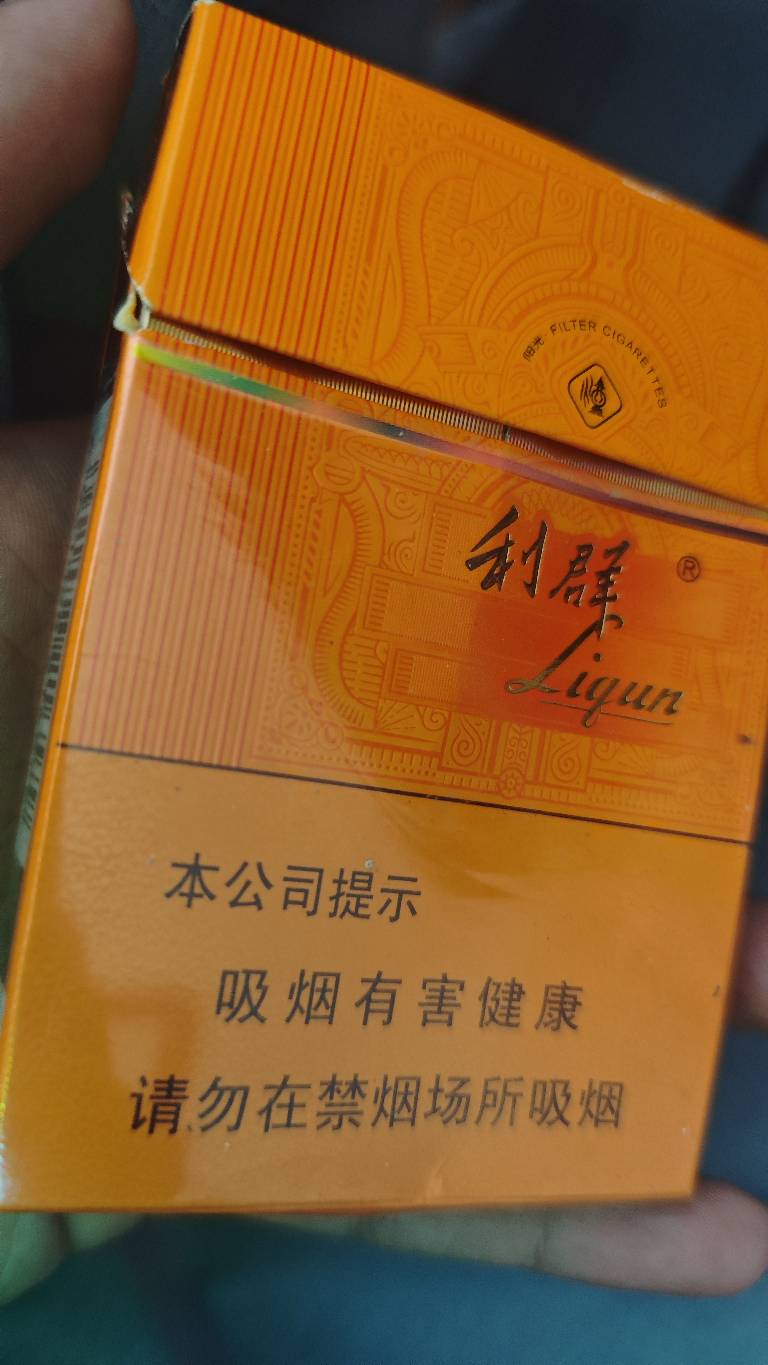 阳光 FILTER CIGARETTES
利群 ®
Liqun
本公司提示
吸烟有害健康
请勿在禁烟场所吸烟